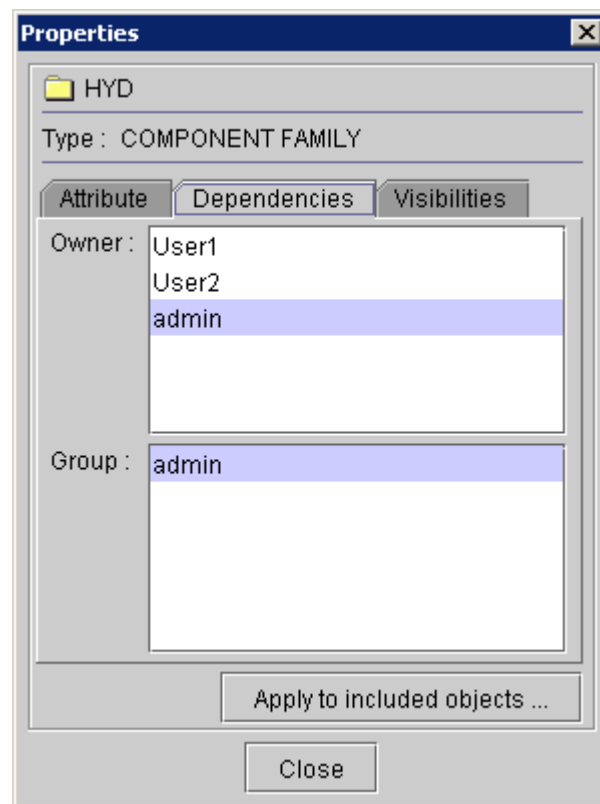 Properties
HYD
Type : COMPONENT FAMILY
Attribute Dependencies Visibilities
Owner : User1
User2
admin
Group : admin
Apply to included objects ...
Close